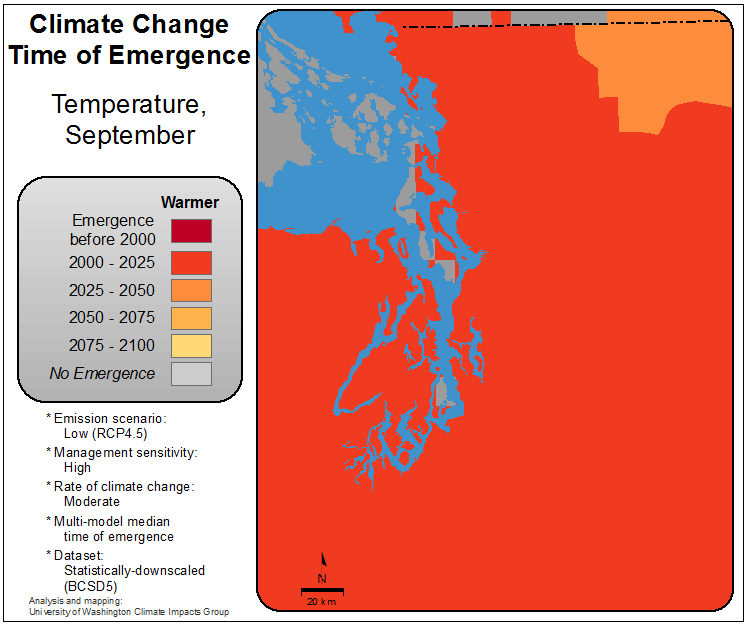 Climate Change
Time of Emergence
Temperature,
September
Warmer
Emergence
before 2000
2000 - 2025
2025 - 2050
2050 - 2075
2075 - 2100
No Emergence
* Emission scenario:
Low (RCP4.5)
* Management sensitivity:
High
* Rate of climate change:
Moderate
* Multi-model median
time of emergence
* Dataset:
Statistically-downscaled
(BCSD5)
Analysis and mapping:
University of Washington Climate Impacts Group
N
20 km